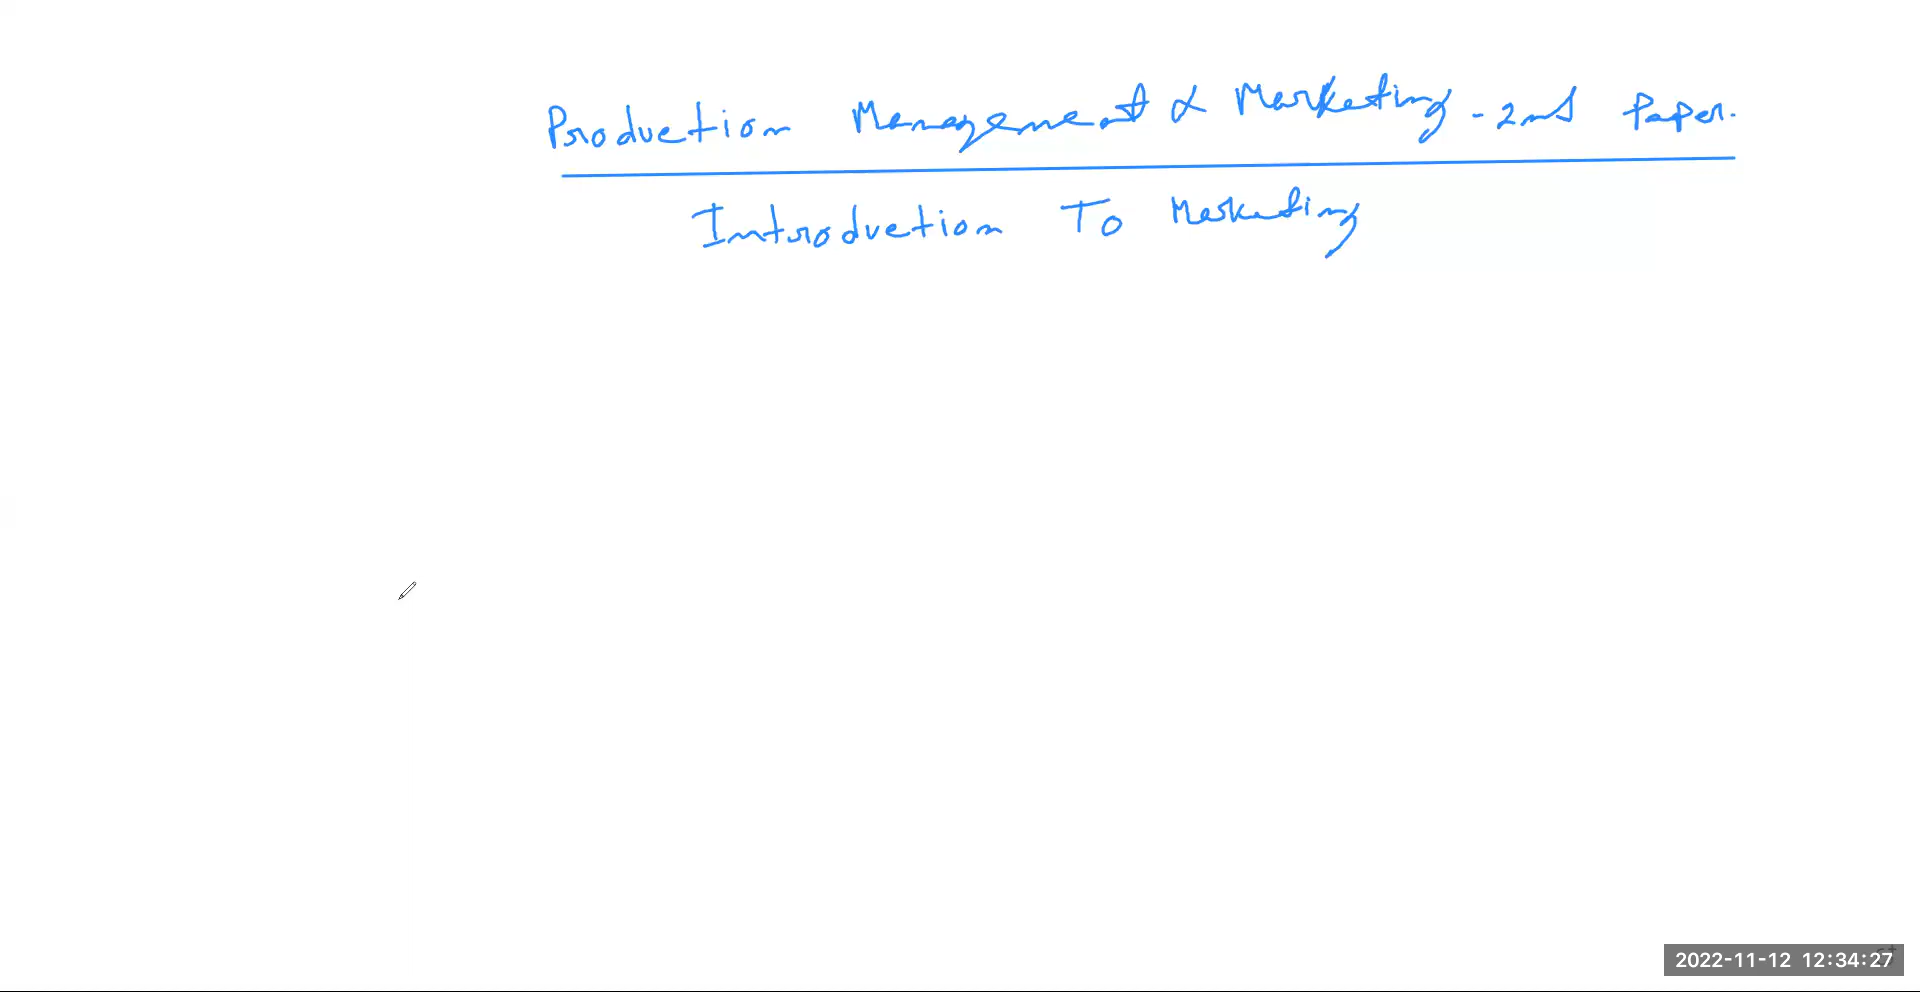 Production Management & Marketing - 2nd Paper.
Introduction To Marketing
2022-11-12 12:34:27